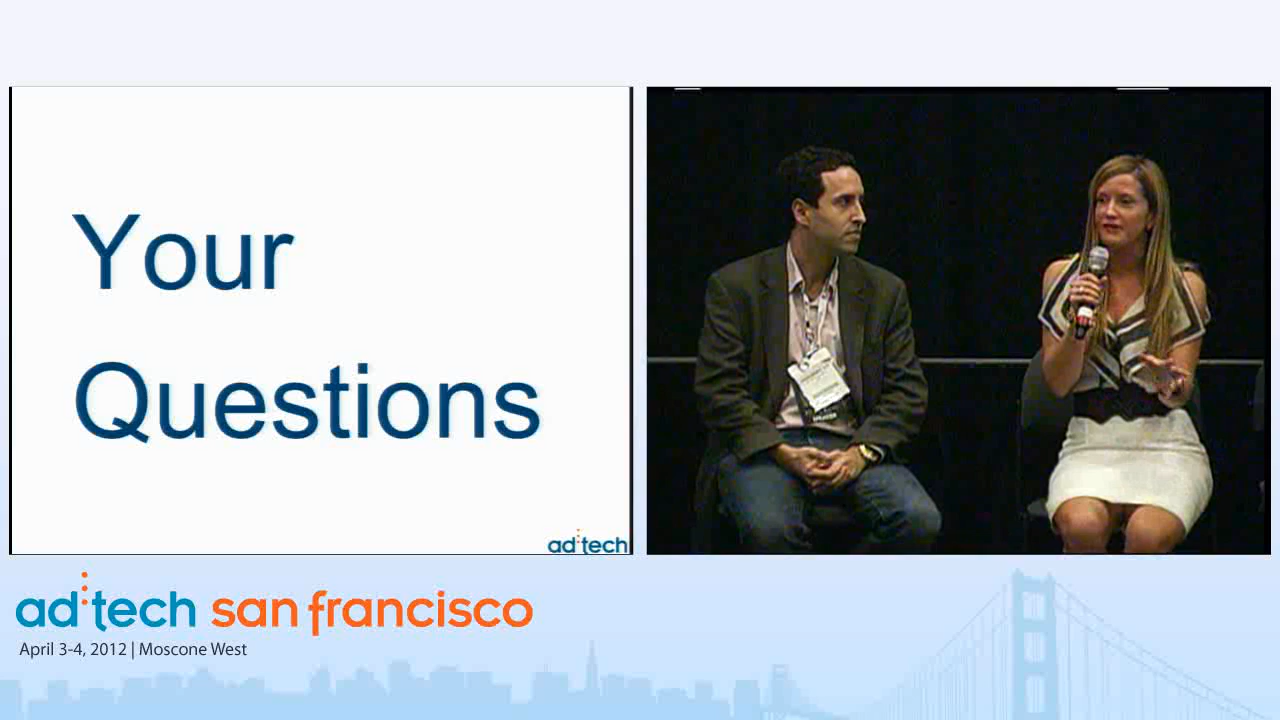 Your
Questions
ad:tech
ad:tech san francisco
April 3-4, 2012 | Moscone West